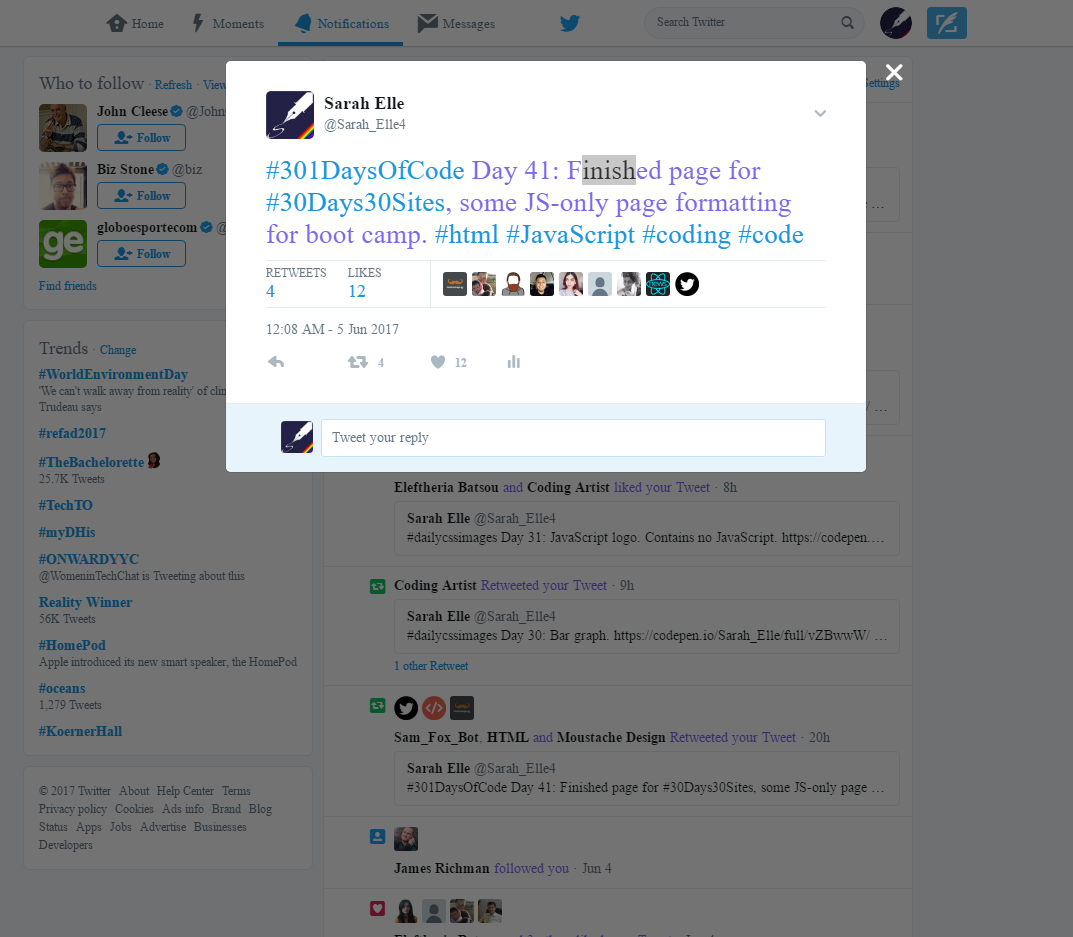 Home Moments Notifications Messages Search Twitter
Who to follow · Refresh · View
John Cleese @John
Follow
Biz Stone @biz
Follow
globoesportecom @
Follow
Find friends
Trends · Change
#WorldEnvironmentDay
'We can't walk away from reality' of
Trudeau says
#refad2017
#TheBachelorette
25.7K Tweets
#TechTO
#myDHis
#ONWARDYYC
@WomeninTechChat is Tweeting about this
Reality Winner
56K Tweets
#HomePod
Apple introduced its new smart speaker, the HomePod
#oceans
1,279 Tweets
#KoernerHall
© 2017 Twitter About Help Center Terms
Privacy policy Cookies Ads info Brand Blog
Status Apps Jobs Advertise Businesses
Developers
Settings
Sarah Elle
@Sarah_Elle4
#301DaysOfCode Day 41: Finished page for
#30Days30Sites, some JS-only page formatting
for boot camp. #html #JavaScript #coding #code
RETWEETS LIKES
4 12
12:08 AM - 5 Jun 2017
4 12
Tweet your reply
...
/ ...
Eleftheria Batsou and Coding Artist liked your Tweet · 8h
Sarah Elle @Sarah_Elle4
#dailycssimages Day 31: JavaScript logo. Contains no JavaScript. https://codepen....
Coding Artist Retweeted your Tweet · 9h
Sarah Elle @Sarah_Elle4
#dailycssimages Day 30: Bar graph. https://codepen.io/Sarah_Elle/full/vZBwwW/ ...
1 other Retweet
Sam_Fox_Bot, HTML and Moustache Design Retweeted your Tweet · 20h
Sarah Elle @Sarah_Elle4
#301DaysOfCode Day 41: Finished page for #30Days30Sites, some JS-only page ...
James Richman followed you · Jun 4